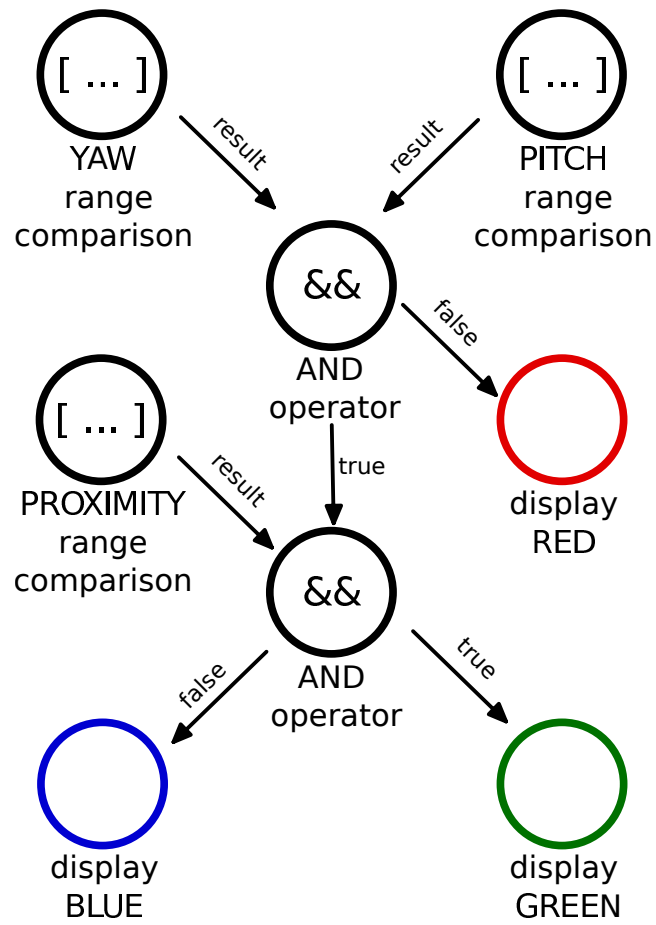 [ ... ]
YAW
range
comparison
result
[ ... ]
PITCH
range
comparison
result
&&
AND
operator
false
display
RED
true
[ ... ]
PROXIMITY
range
comparison
result
&&
AND
operator
false
true
display
BLUE
display
GREEN